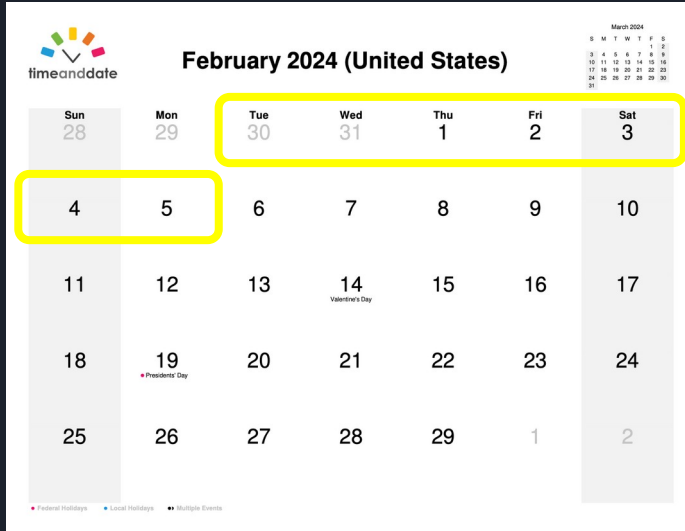 timeanddate
February 2024 (United States)
March 2024
S M T W T F S
1 2
3 4 5 6 7 8 9
10 11 12 13 14 15 16
17 18 19 20 21 22 23
24 25 26 27 28 29 30
31
Sun Mon Tue Wed Thu Fri Sat
28 29 30 31 1 2 3
4 5 6 7 8 9 10
11 12 13 14 15 16 17
Valentine's Day
18 19 20 21 22 23 24
Presidents' Day
25 26 27 28 29 1 2
Federal Holidays Local Holidays Multiple Events